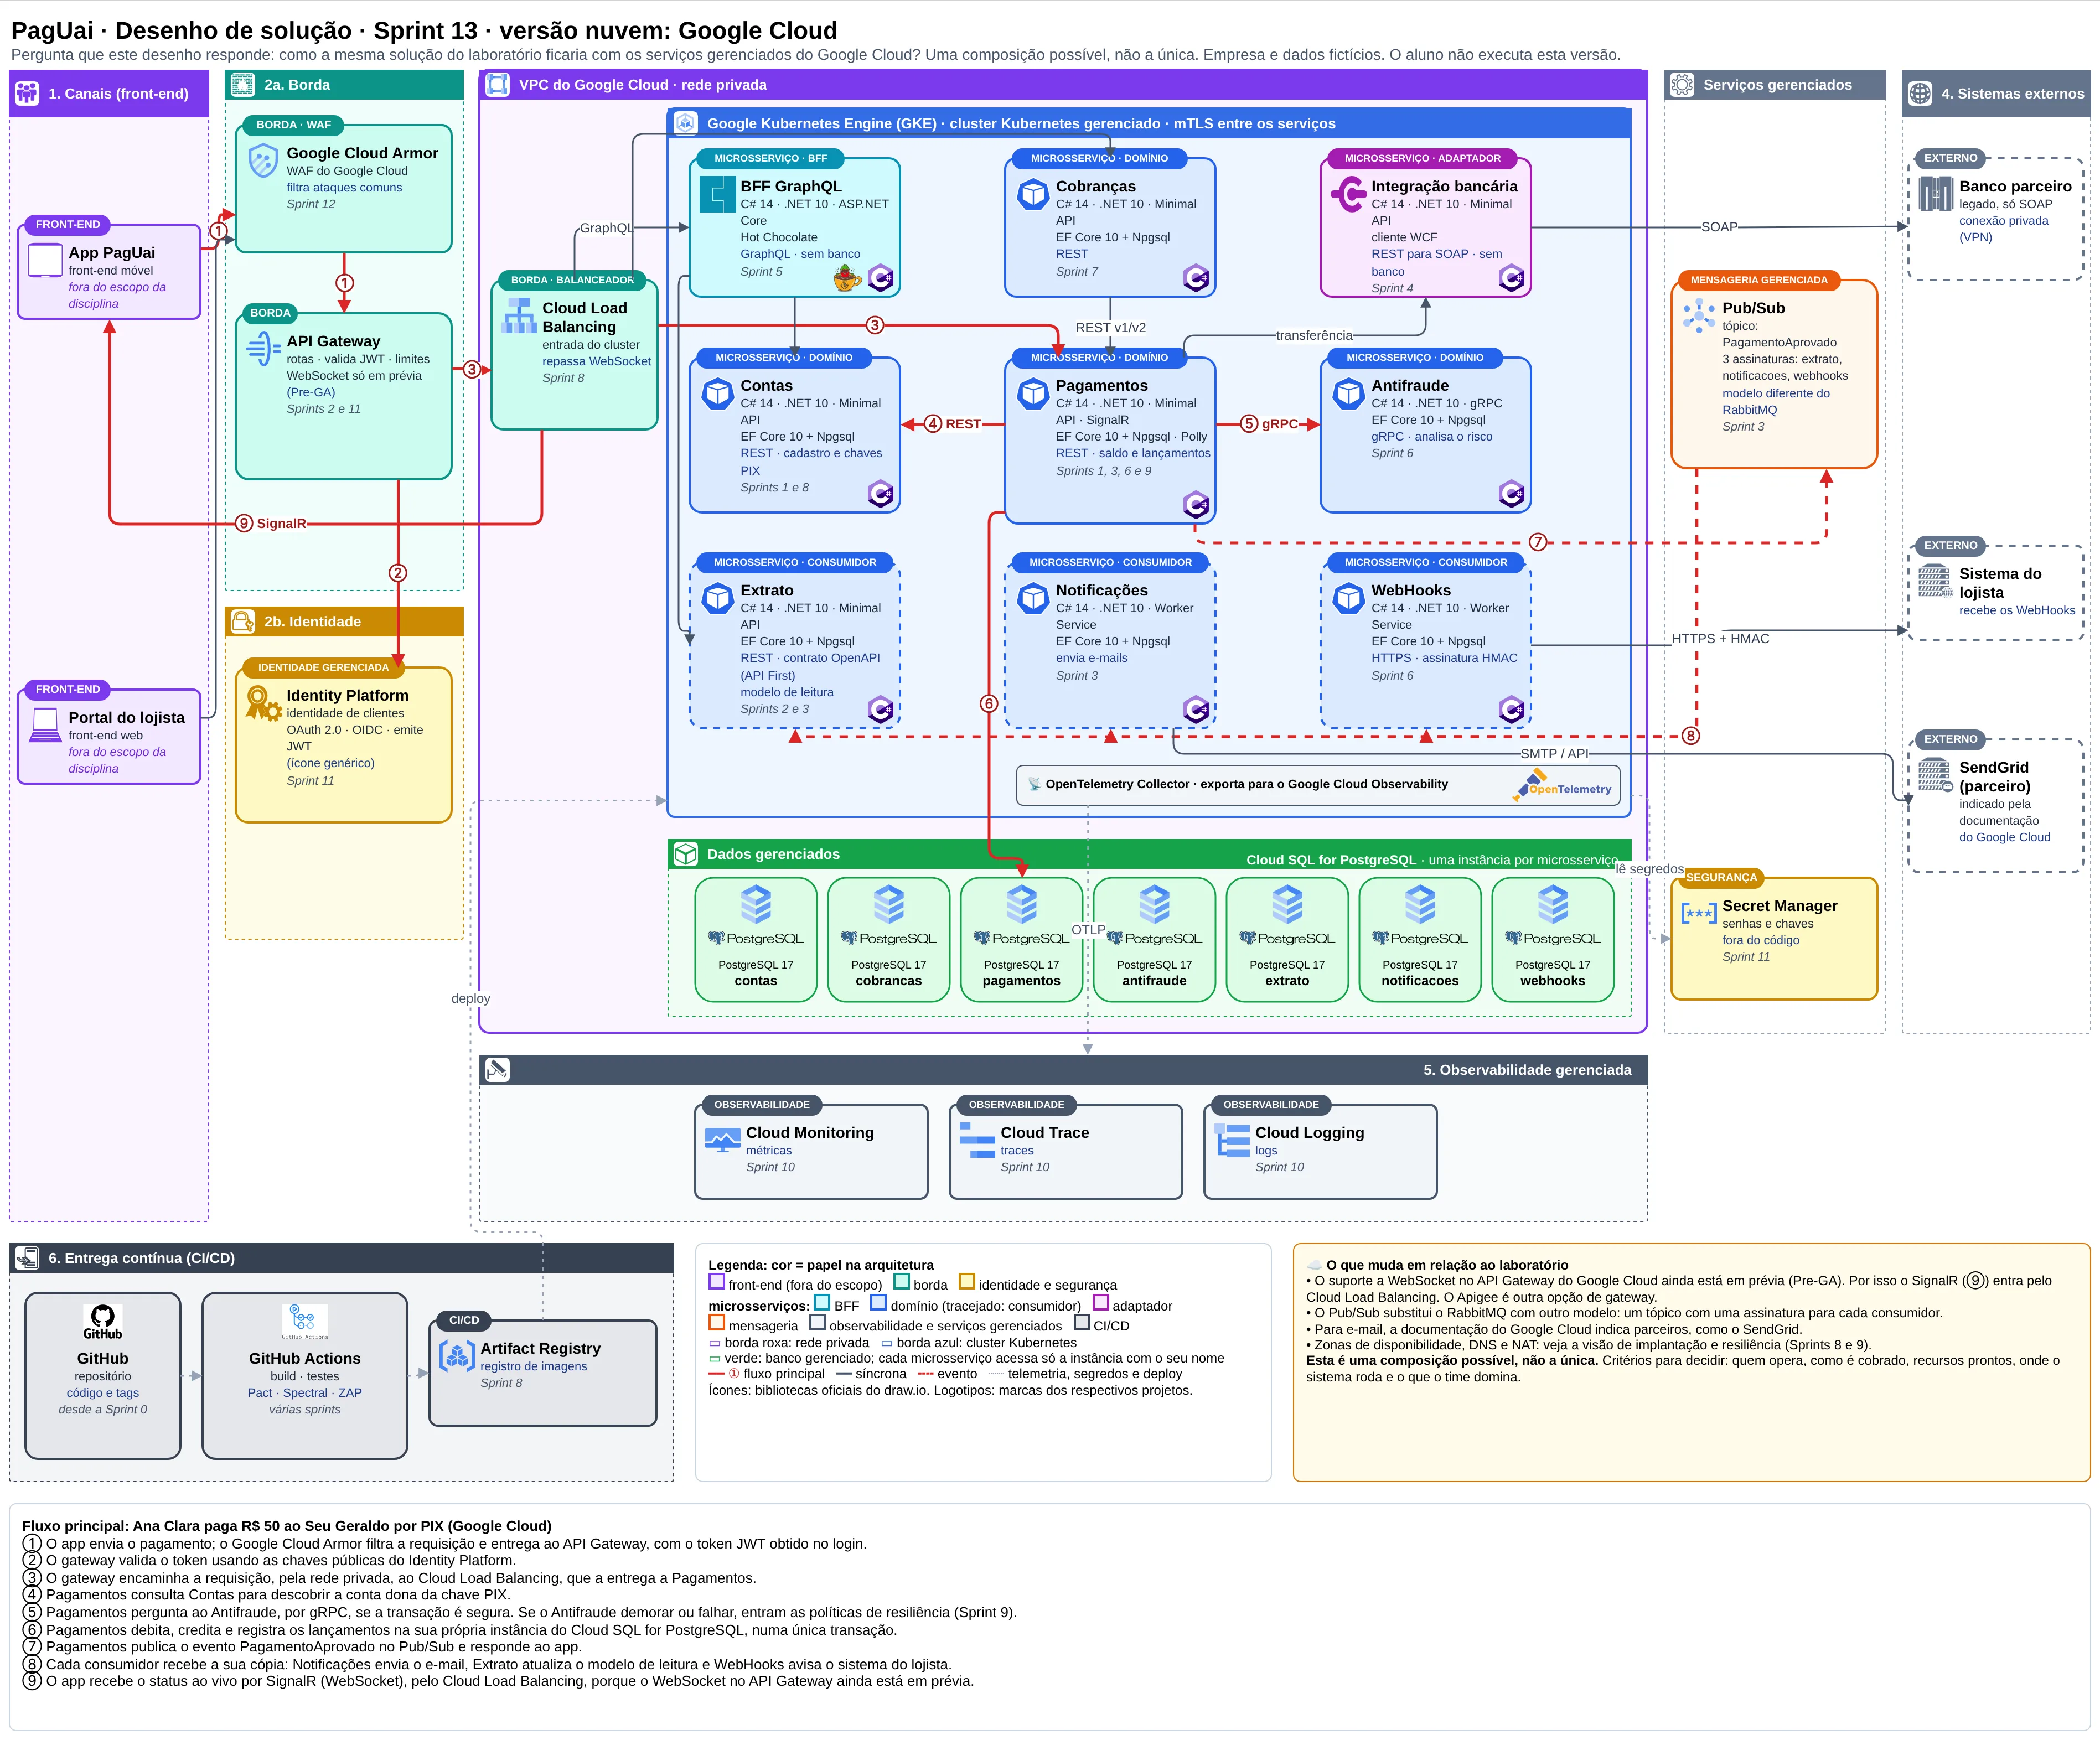 PagUai · Desenho de solução · Sprint 13 · versão nuvem: Google Cloud
Pergunta que este desenho responde: como a mesma solução do laboratório ficaria com os serviços gerenciados do Google Cloud? Uma composição possível, não a única. Empresa e dados fictícios. O aluno não executa esta versão.
1. Canais (front-end)
FRONT-END
App PagUai
front-end móvel
fora do escopo da
disciplina
FRONT-END
Portal do lojista
front-end web
fora do escopo da
disciplina
2a. Borda
BORDA · WAF
Google Cloud Armor
WAF do Google Cloud
filtra ataques comuns
Sprint 12
①
①
BORDA
API Gateway
rotas · valida JWT · limites
WebSocket só em prévia
(Pre-GA)
Sprints 2 e 11
③
⑨ SignalR
②
2b. Identidade
IDENTIDADE GERENCIADA
Identity Platform
identidade de clientes
OAuth 2.0 · OIDC · emite
JWT
(ícone genérico)
Sprint 11
VPC do Google Cloud · rede privada
BORDA · BALANCEADOR
Cloud Load
Balancing
entrada do cluster
repassa WebSocket
Sprint 8
GraphQL
③
Google Kubernetes Engine (GKE) · cluster Kubernetes gerenciado · mTLS entre os serviços
MICROSSERVIÇO · BFF
BFF GraphQL
C# 14 · .NET 10 · ASP.NET
Core
Hot Chocolate
GraphQL · sem banco
Sprint 5
MICROSSERVIÇO · DOMÍNIO
Cobranças
C# 14 · .NET 10 · Minimal
API
EF Core 10 + Npgsql
REST
Sprint 7
MICROSSERVIÇO · ADAPTADOR
Integração bancária
C# 14 · .NET 10 · Minimal
API
cliente WCF
REST para SOAP · sem
banco
Sprint 4
REST v1/v2
transferência
SOAP
MICROSSERVIÇO · DOMÍNIO
Contas
C# 14 · .NET 10 · Minimal
API
EF Core 10 + Npgsql
REST · cadastro e chaves
PIX
Sprints 1 e 8
④ REST
MICROSSERVIÇO · DOMÍNIO
Pagamentos
C# 14 · .NET 10 · Minimal
API · SignalR
EF Core 10 + Npgsql · Polly
REST · saldo e lançamentos
Sprints 1, 3, 6 e 9
⑤ gRPC
MICROSSERVIÇO · DOMÍNIO
Antifraude
C# 14 · .NET 10 · gRPC
EF Core 10 + Npgsql
gRPC · analisa o risco
Sprint 6
⑦
MICROSSERVIÇO · CONSUMIDOR
Extrato
C# 14 · .NET 10 · Minimal
API
EF Core 10 + Npgsql
REST · contrato OpenAPI
(API First)
modelo de leitura
Sprints 2 e 3
⑥
MICROSSERVIÇO · CONSUMIDOR
Notificações
C# 14 · .NET 10 · Worker
Service
EF Core 10 + Npgsql
envia e-mails
Sprint 3
MICROSSERVIÇO · CONSUMIDOR
WebHooks
C# 14 · .NET 10 · Worker
Service
EF Core 10 + Npgsql
HTTPS · assinatura HMAC
Sprint 6
HTTPS + HMAC
⑧
SMTP / API
OpenTelemetry Collector · exporta para o Google Cloud Observability
OpenTelemetry
Dados gerenciados
Cloud SQL for PostgreSQL · uma instância por microsserviço
PostgreSQL
PostgreSQL 17
contas
PostgreSQL
PostgreSQL 17
cobrancas
PostgreSQL
PostgreSQL 17
pagamentos
OTLP
PostgreSQL
PostgreSQL 17
antifraude
PostgreSQL
PostgreSQL 17
extrato
PostgreSQL
PostgreSQL 17
notificacoes
PostgreSQL
PostgreSQL 17
webhooks
Serviços gerenciados
MENSAGERIA GERENCIADA
Pub/Sub
tópico:
PagamentoAprovado
3 assinaturas: extrato,
notificacoes, webhooks
modelo diferente do
RabbitMQ
Sprint 3
lê segredos
SEGURANÇA
Secret Manager
senhas e chaves
fora do código
Sprint 11
4. Sistemas externos
EXTERNO
Banco parceiro
legado, só SOAP
conexão privada
(VPN)
EXTERNO
Sistema do
lojista
recebe os WebHooks
EXTERNO
SendGrid
(parceiro)
indicado pela
documentação
do Google Cloud
deploy
5. Observabilidade gerenciada
OBSERVABILIDADE
Cloud Monitoring
métricas
Sprint 10
OBSERVABILIDADE
Cloud Trace
traces
Sprint 10
OBSERVABILIDADE
Cloud Logging
logs
Sprint 10
6. Entrega contínua (CI/CD)
GitHub
GitHub
repositório
código e tags
desde a Sprint 0
GitHub Actions
GitHub Actions
build · testes
Pact · Spectral · ZAP
várias sprints
CI/CD
Artifact Registry
registro de imagens
Sprint 8
Legenda: cor = papel na arquitetura
front-end (fora do escopo) borda identidade e segurança
microsserviços: BFF domínio (tracejado: consumidor) adaptador
mensageria observabilidade e serviços gerenciados CI/CD
borda roxa: rede privada borda azul: cluster Kubernetes
verde: banco gerenciado; cada microsserviço acessa só a instância com o seu nome
① fluxo principal síncrona evento telemetria, segredos e deploy
Ícones: bibliotecas oficiais do draw.io. Logotipos: marcas dos respectivos projetos.
O que muda em relação ao laboratório
• O suporte a WebSocket no API Gateway do Google Cloud ainda está em prévia (Pre-GA). Por isso o SignalR (⑨) entra pelo
Cloud Load Balancing. O Apigee é outra opção de gateway.
• O Pub/Sub substitui o RabbitMQ com outro modelo: um tópico com uma assinatura para cada consumidor.
• Para e-mail, a documentação do Google Cloud indica parceiros, como o SendGrid.
• Zonas de disponibilidade, DNS e NAT: veja a visão de implantação e resiliência (Sprints 8 e 9).
Esta é uma composição possível, não a única. Critérios para decidir: quem opera, como é cobrado, recursos prontos, onde o
sistema roda e o que o time domina.
Fluxo principal: Ana Clara paga R$ 50 ao Seu Geraldo por PIX (Google Cloud)
① O app envia o pagamento; o Google Cloud Armor filtra a requisição e entrega ao API Gateway, com o token JWT obtido no login.
② O gateway valida o token usando as chaves públicas do Identity Platform.
③ O gateway encaminha a requisição, pela rede privada, ao Cloud Load Balancing, que a entrega a Pagamentos.
④ Pagamentos consulta Contas para descobrir a conta dona da chave PIX.
⑤ Pagamentos pergunta ao Antifraude, por gRPC, se a transação é segura. Se o Antifraude demorar ou falhar, entram as políticas de resiliência (Sprint 9).
⑥ Pagamentos debita, credita e registra os lançamentos na sua própria instância do Cloud SQL for PostgreSQL, numa única transação.
⑦ Pagamentos publica o evento PagamentoAprovado no Pub/Sub e responde ao app.
⑧ Cada consumidor recebe a sua cópia: Notificações envia o e-mail, Extrato atualiza o modelo de leitura e WebHooks avisa o sistema do lojista.
⑨ O app recebe o status ao vivo por SignalR (WebSocket), pelo Cloud Load Balancing, porque o WebSocket no API Gateway ainda está em prévia.